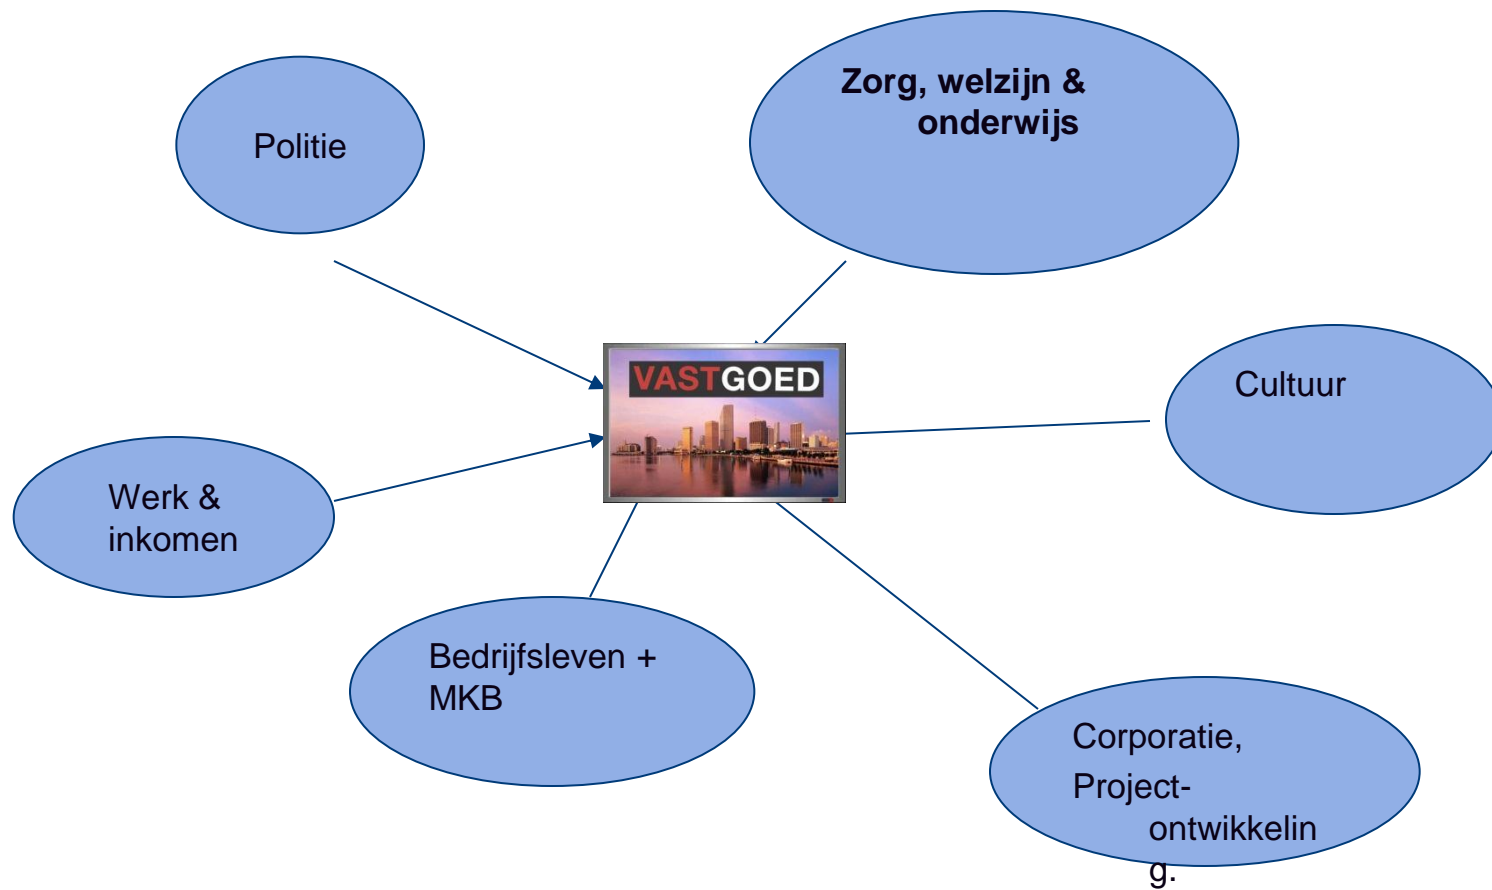 Zorg, welzijn &
onderwijs
Politie
VASTGOED
Cultuur
Werk &
inkomen
Bedrijfsleven +
MKB
Corporatie,
Project-
ontwikkelin
g.